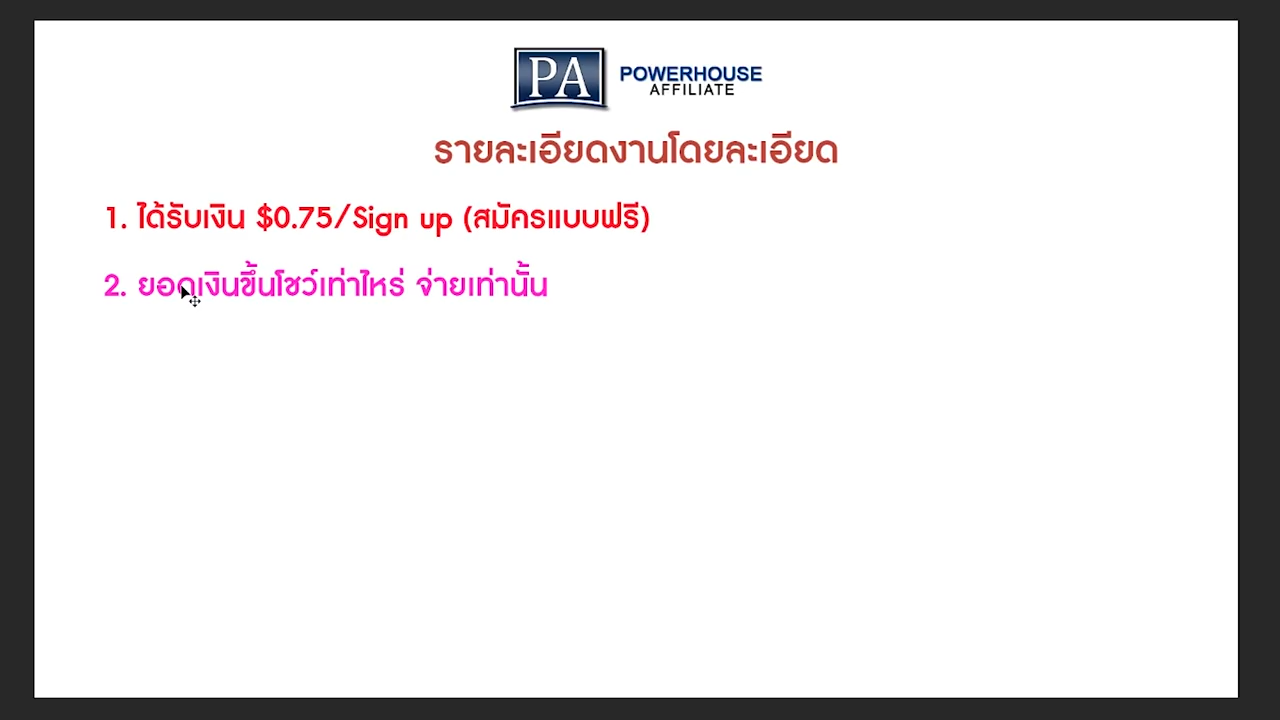 PA
POWERHOUSE
AFFILIATE
รายละเอียดงานโดยละเอียด
1. ได้รับเงิน $0.75/Sign up (สมัครแบบฟรี)
2. ยอดเงินขึ้นโชว์เท่าไหร่ จ่ายเท่านั้น